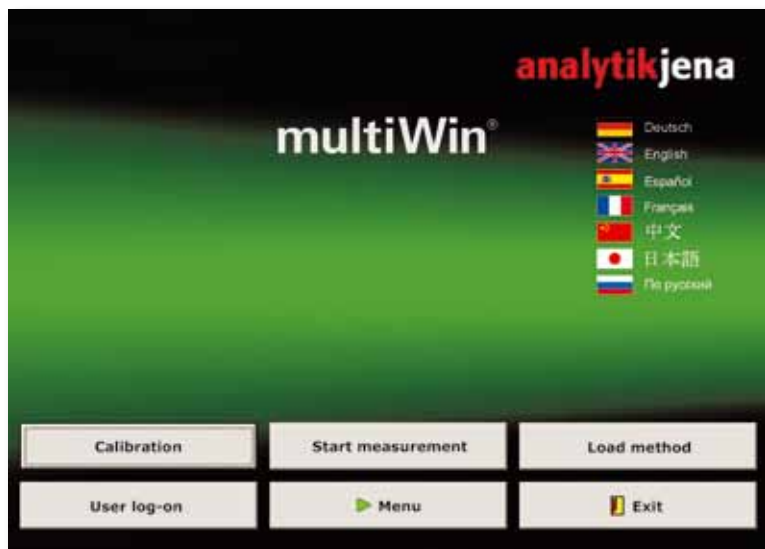 analytikjena
multiWin®
Deutsch
English
Español
Français
中文
日本語
По русский
Calibration
Start measurement
Load method
User log-on
Menu
Exit